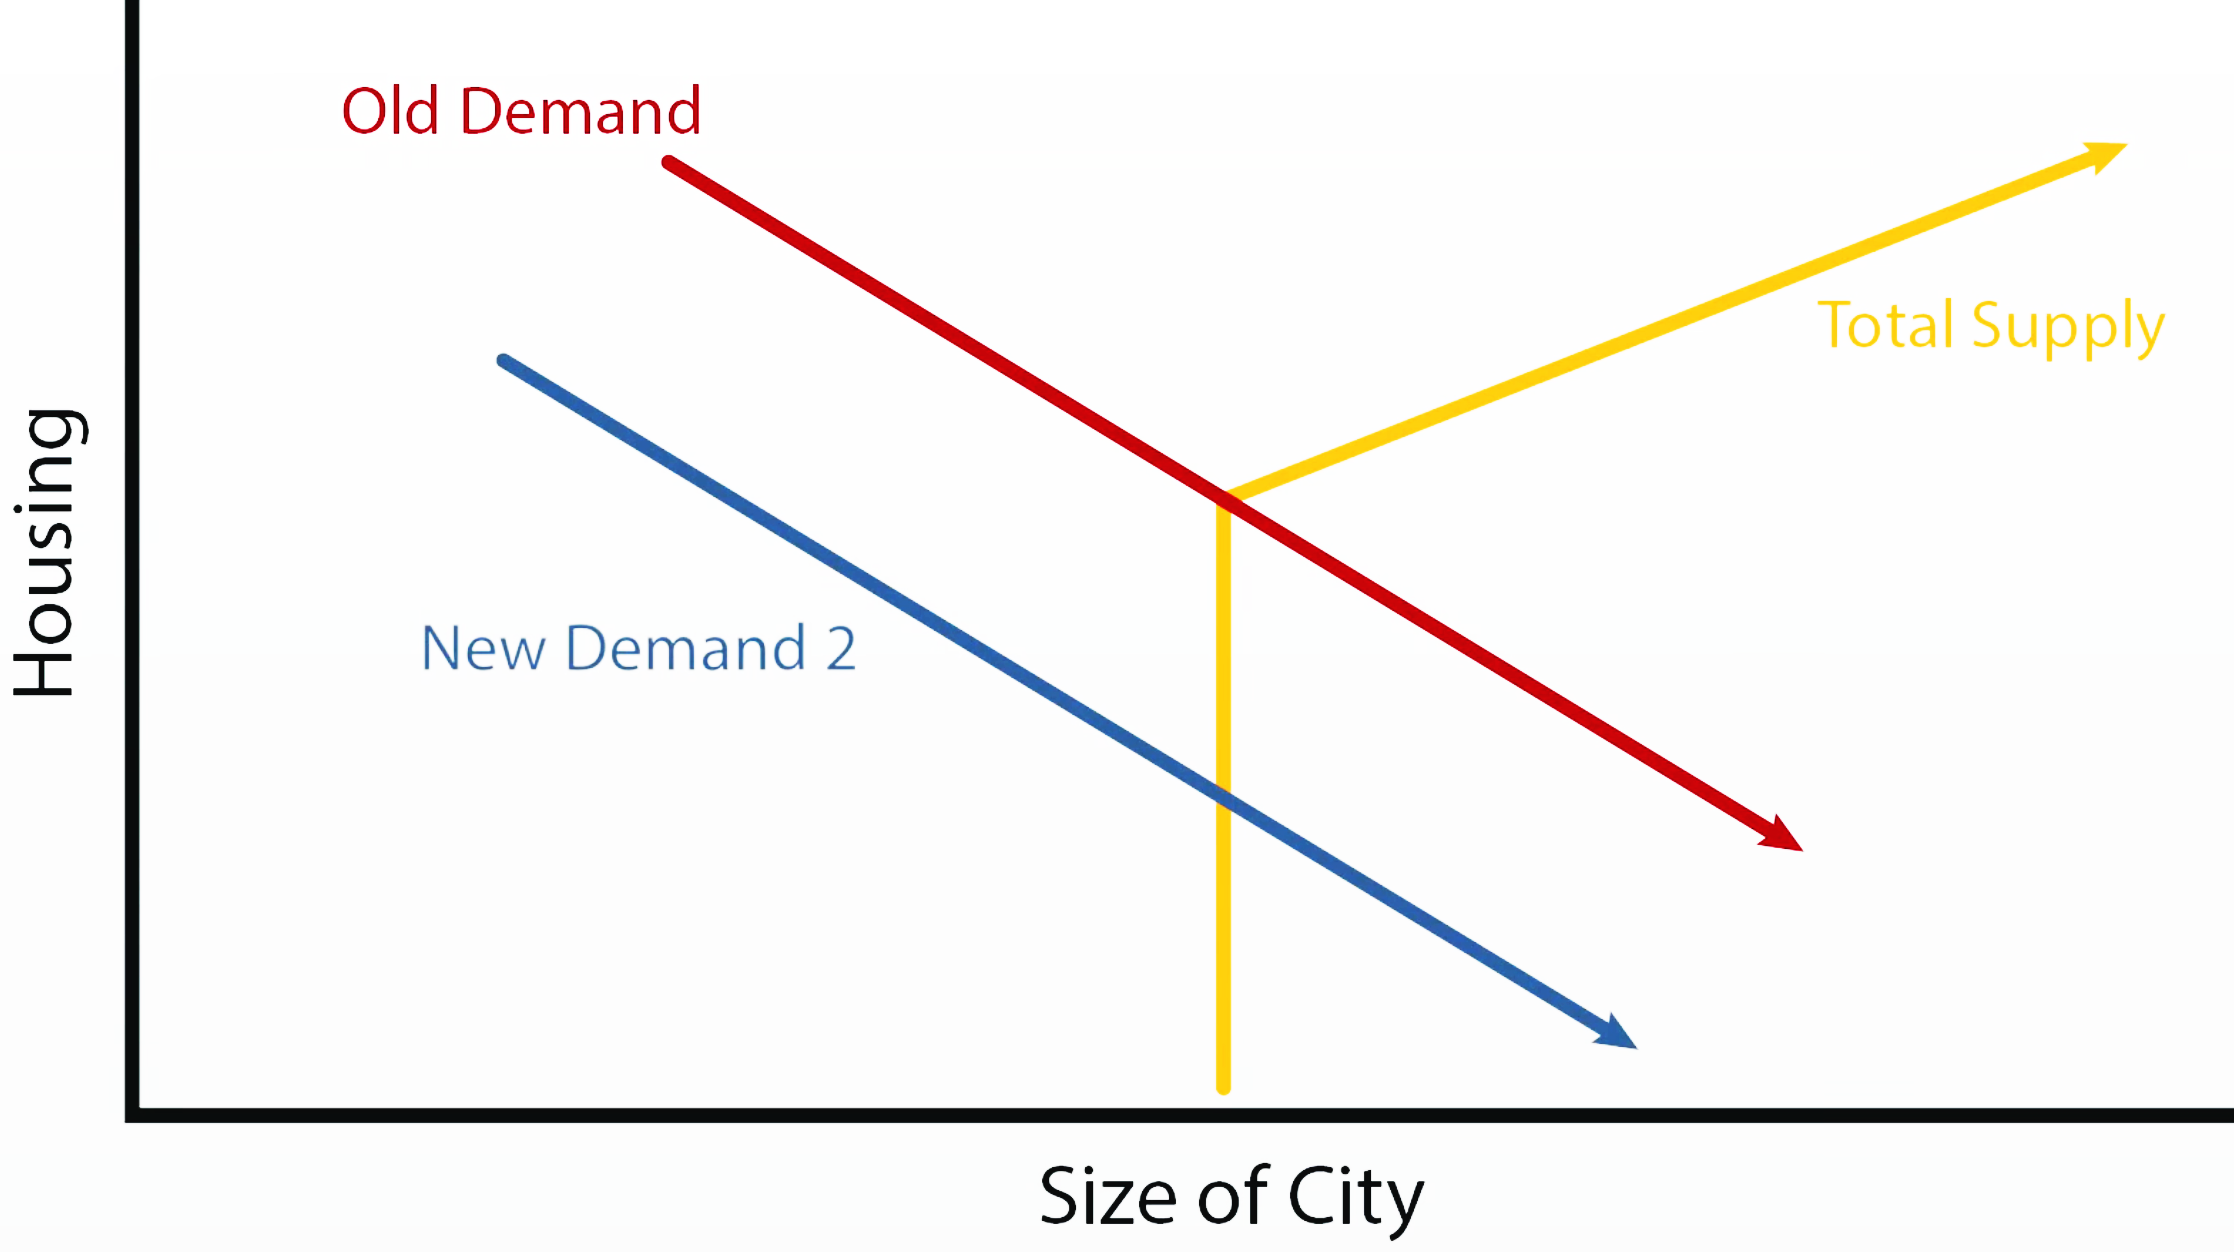 Old Demand
Total Supply
New Demand 2
Housing
Size of City